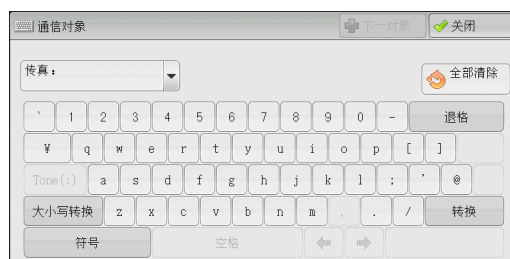 通信对象 下一对象 关闭
传真： 全部清除
` 1 2 3 4 5 6 7 8 9 0 - 退格
¥ q w e r t y u i o p [ ]
Tone(:) a s d f g h j k l ; ' @
大小写转换 z x c v b n m , . / 转换
符号 空格